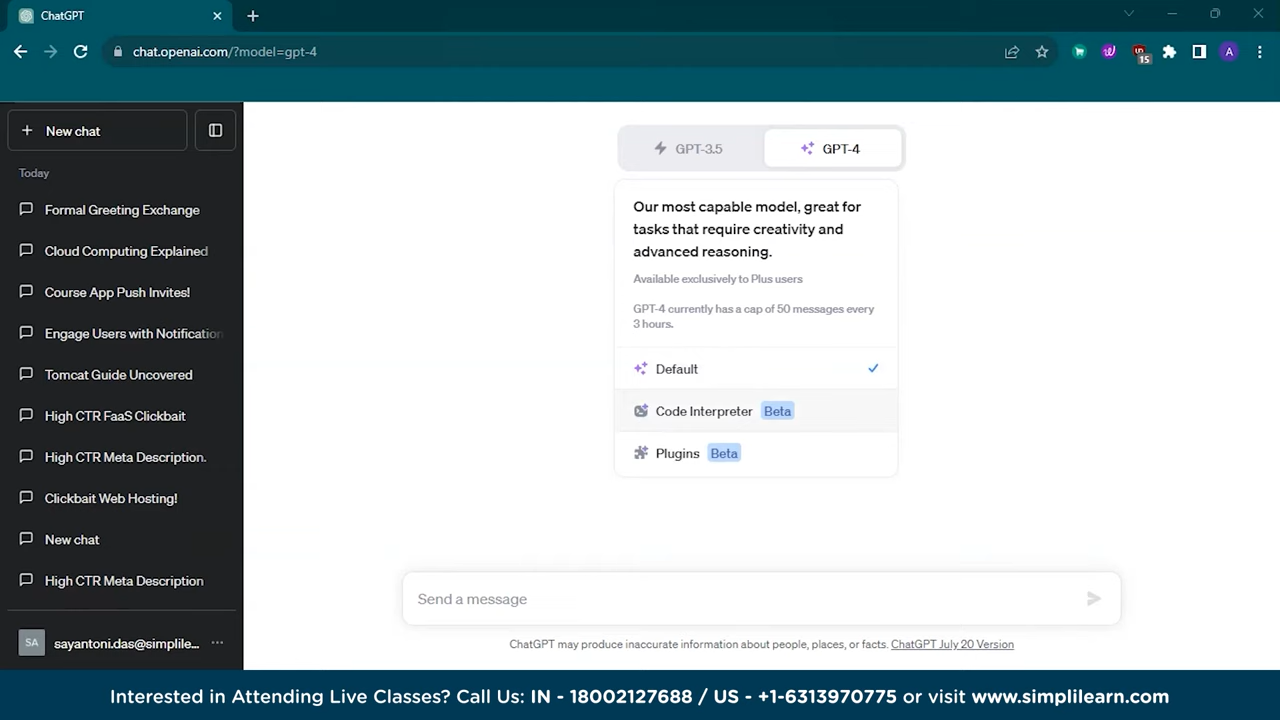 ChatGPT
chat.openai.com/?model=gpt-4
15
A
New chat
Today
Formal Greeting Exchange
Cloud Computing Explained
Course App Push Invites!
Engage Users with Notification
Tomcat Guide Uncovered
High CTR FaaS Clickbait
High CTR Meta Description.
Clickbait Web Hosting!
New chat
High CTR Meta Description
SA sayantoni.das@simplile...
GPT-3.5
GPT-4
Our most capable model, great for
tasks that require creativity and
advanced reasoning.
Available exclusively to Plus users
GPT-4 currently has a cap of 50 messages every
3 hours.
Default
Code Interpreter Beta
Plugins Beta
Send a message
ChatGPT may produce inaccurate information about people, places, or facts. ChatGPT July 20 Version
Interested in Attending Live Classes? Call Us: IN - 18002127688 / US - +1-6313970775 or visit www.simplilearn.com